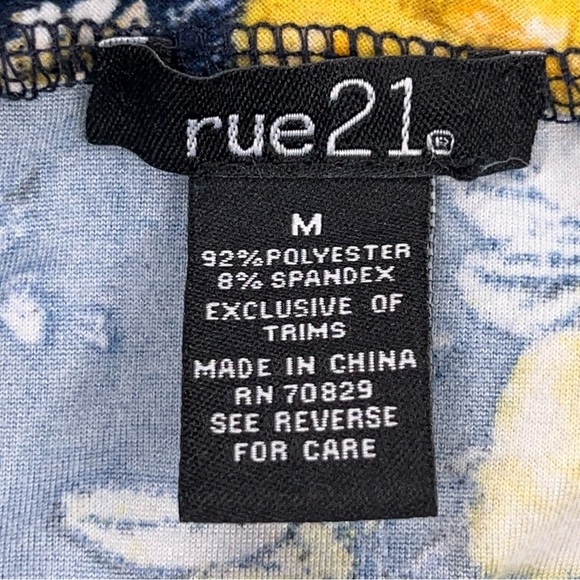 rue21®
M
92%POLYESTER
8% SPANDEX
EXCLUSIVE OF
TRIMS
MADE IN CHINA
RN 70829
SEE REVERSE
FOR CARE